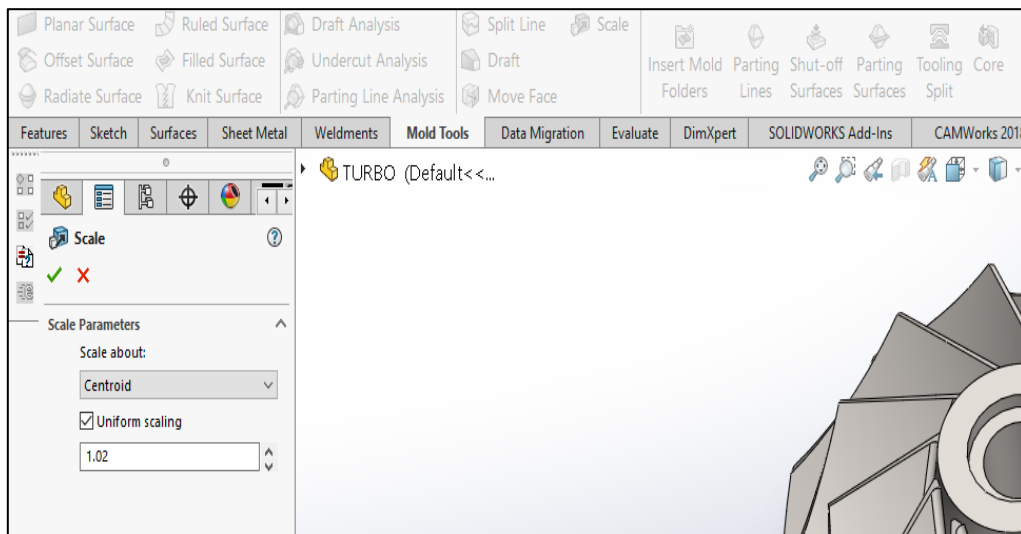 Planar Surface Ruled Surface Draft Analysis Split Line Scale
Offset Surface Filled Surface Undercut Analysis Draft
Radiate Surface Knit Surface Parting Line Analysis Move Face
Insert Mold Folders
Parting Lines
Shut-off Surfaces
Parting Surfaces
Tooling Split
Core
Features Sketch Surfaces Sheet Metal Weldments Mold Tools Data Migration Evaluate DimXpert SOLIDWORKS Add-Ins CAMWorks 2018
TURBO (Default<<...
Scale
Scale Parameters
Scale about:
Centroid
Uniform scaling
1.02